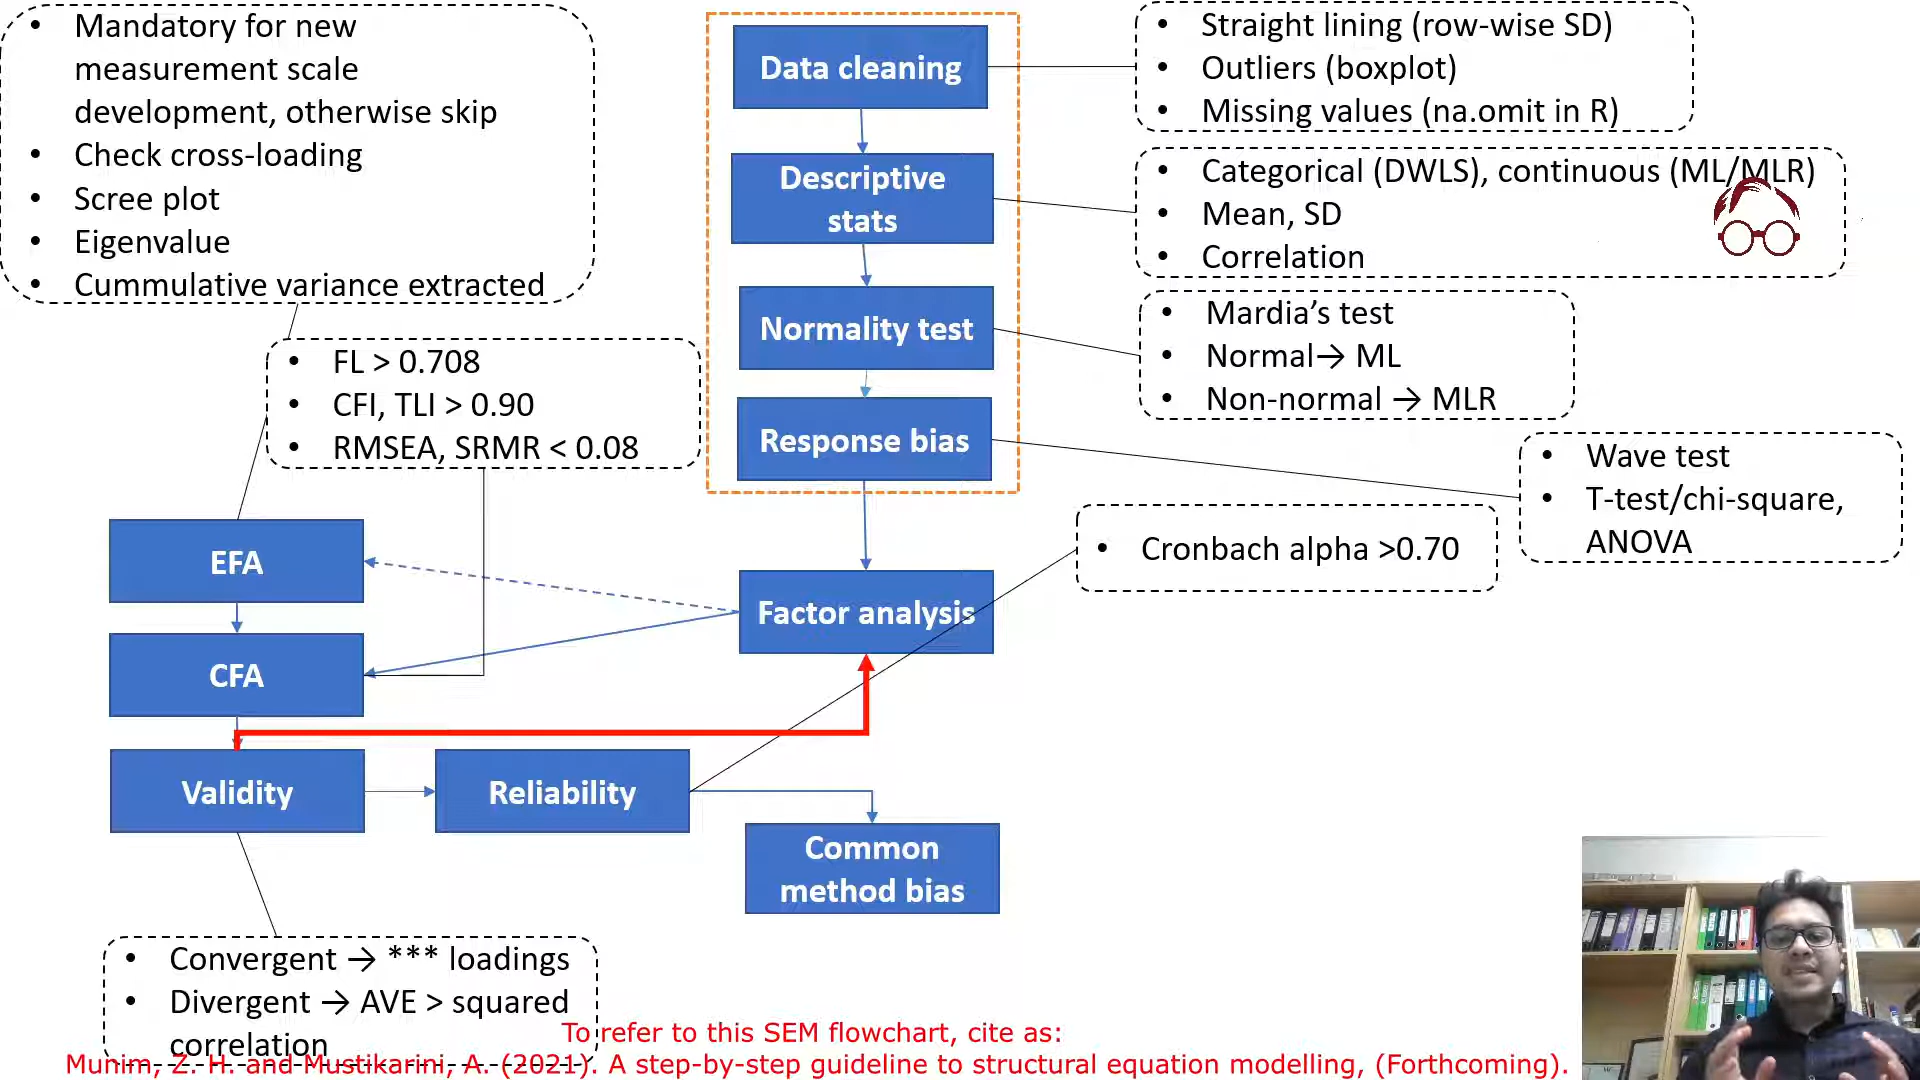 • Mandatory for new
measurement scale
development, otherwise skip
• Check cross-loading
• Scree plot
• Eigenvalue
• Cummulative variance extracted
Data cleaning
• Straight lining (row-wise SD)
• Outliers (boxplot)
• Missing values (na.omit in R)
Descriptive
stats
• Categorical (DWLS), continuous (ML/MLR)
• Mean, SD
• Correlation
Normality test
• Mardia’s test
• Normal→ ML
• Non-normal → MLR
• FL > 0.708
• CFI, TLI > 0.90
• RMSEA, SRMR < 0.08
Response bias
• Wave test
• T-test/chi-square,
ANOVA
• Cronbach alpha >0.70
EFA
Factor analysis
CFA
Validity
Reliability
Common
method bias
• Convergent → *** loadings
• Divergent → AVE > squared
correlation
To refer to this SEM flowchart, cite as:
Munim, Z. H. and Mustikarini, A. (2021). A step-by-step guideline to structural equation modelling, (Forthcoming).